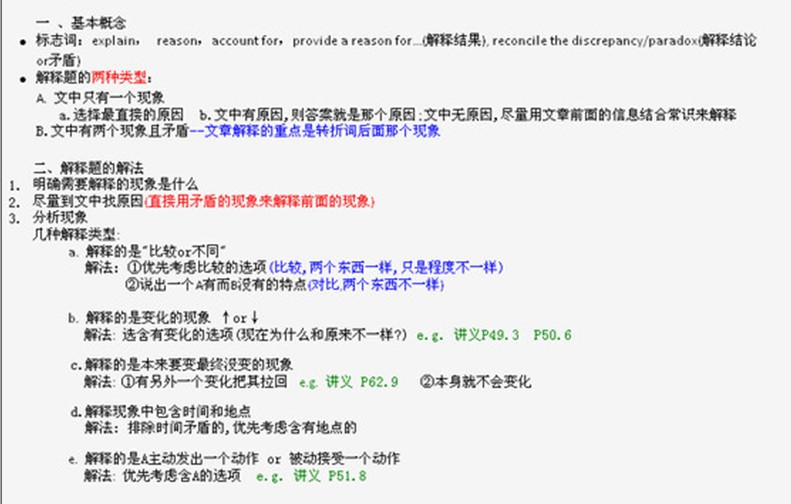 一 、基本概念
• 标志词：explain， reason，account for，provide a reason for...(解释结果), reconcile the discrepancy/paradox(解释结论
or矛盾)
• 解释题的两种类型：
A. 文中只有一个现象
a.选择最直接的原因 b.文中有原因,则答案就是那个原因;文中无原因,尽量用文章前面的信息结合常识来解释
B.文中有两个现象且矛盾--文章解释的重点是转折词后面那个现象
二、解释题的解法
1. 明确需要解释的现象是什么
2. 尽量到文中找原因(直接用矛盾的现象来解释前面的现象)
3. 分析现象
几种解释类型:
a. 解释的是"比较or不同"
解法：①优先考虑比较的选项(比较,两个东西一样,只是程度不一样)
②说出一个A有而B没有的特点(对比,两个东西不一样)
b. 解释的是变化的现象 ↑or↓
解法: 选含有变化的选项(现在为什么和原来不一样?) e.g. 讲义P49.3 P50.6
c.解释的是本来要变最终没变的现象
解法: ①有另外一个变化把其拉回 e.g. 讲义 P62.9 ②本身就不会变化
d.解释现象中包含时间和地点
解法：排除时间矛盾的,优先考虑含有地点的
e. 解释的是A主动发出一个动作 or 被动接受一个动作
解法: 优先考虑含A的选项 e.g. 讲义 P51.8